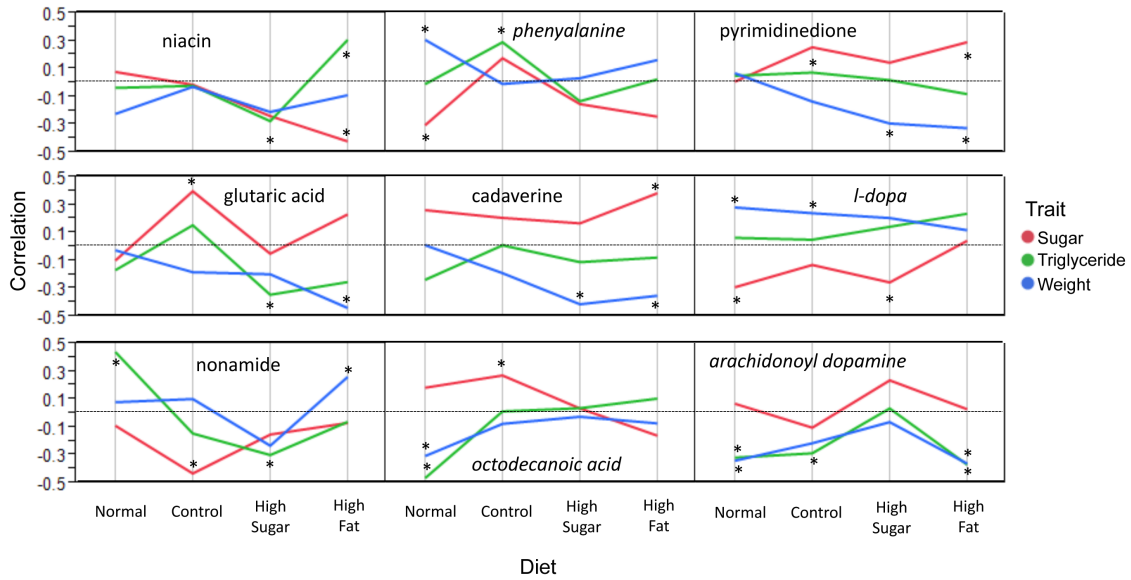 0.5
0.3
0.1
-0.1
-0.3
-0.5
niacin
*
*
*
phenyalanine
*
*
*
pyrimidinedione
*
*
*
*
0.5
0.3
0.1
-0.1
-0.3
-0.5
glutaric acid
*
*
*
cadaverine
*
*
*
l-dopa
*
*
*
*
0.5
0.3
0.1
-0.1
-0.3
-0.5
nonamide
*
*
*
*
octodecanoic acid
*
*
*
arachidonoyl dopamine
*
*
*
*
*
Correlation
Normal Control High Sugar High Fat
Normal Control High Sugar High Fat
Normal Control High Sugar High Fat
Diet
Trait
Sugar
Triglyceride
Weight